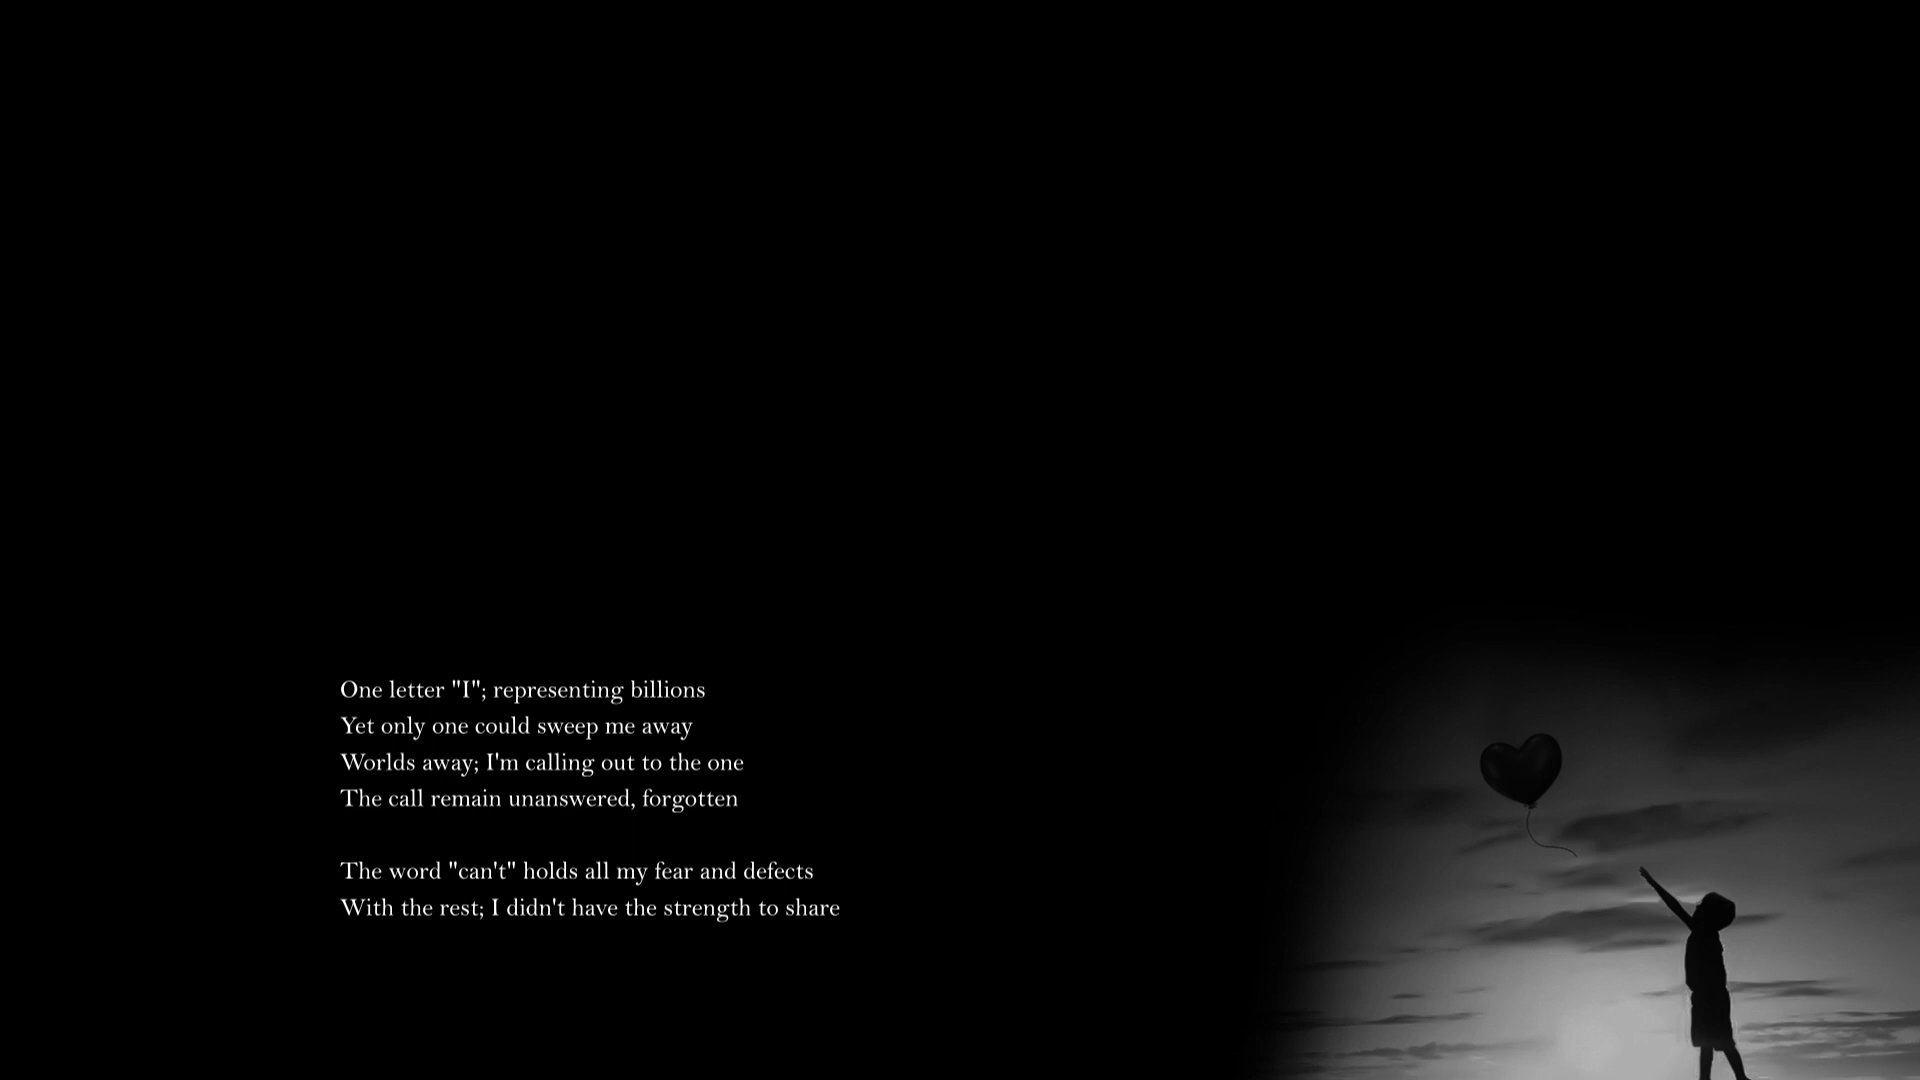 One letter "I"; representing billions
Yet only one could sweep me away
Worlds away; I'm calling out to the one
The call remain unanswered, forgotten

The word "can't" holds all my fear and defects
With the rest; I didn't have the strength to share